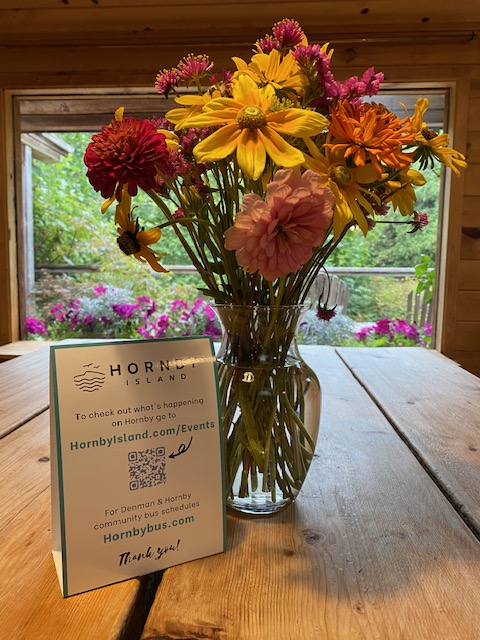 HORNBY
ISLAND
To check out what's happening
on Hornby go to
HornbyIsland.com/Events
For Denman & Hornby
community bus schedules
Hornbybus.com
Thank you!